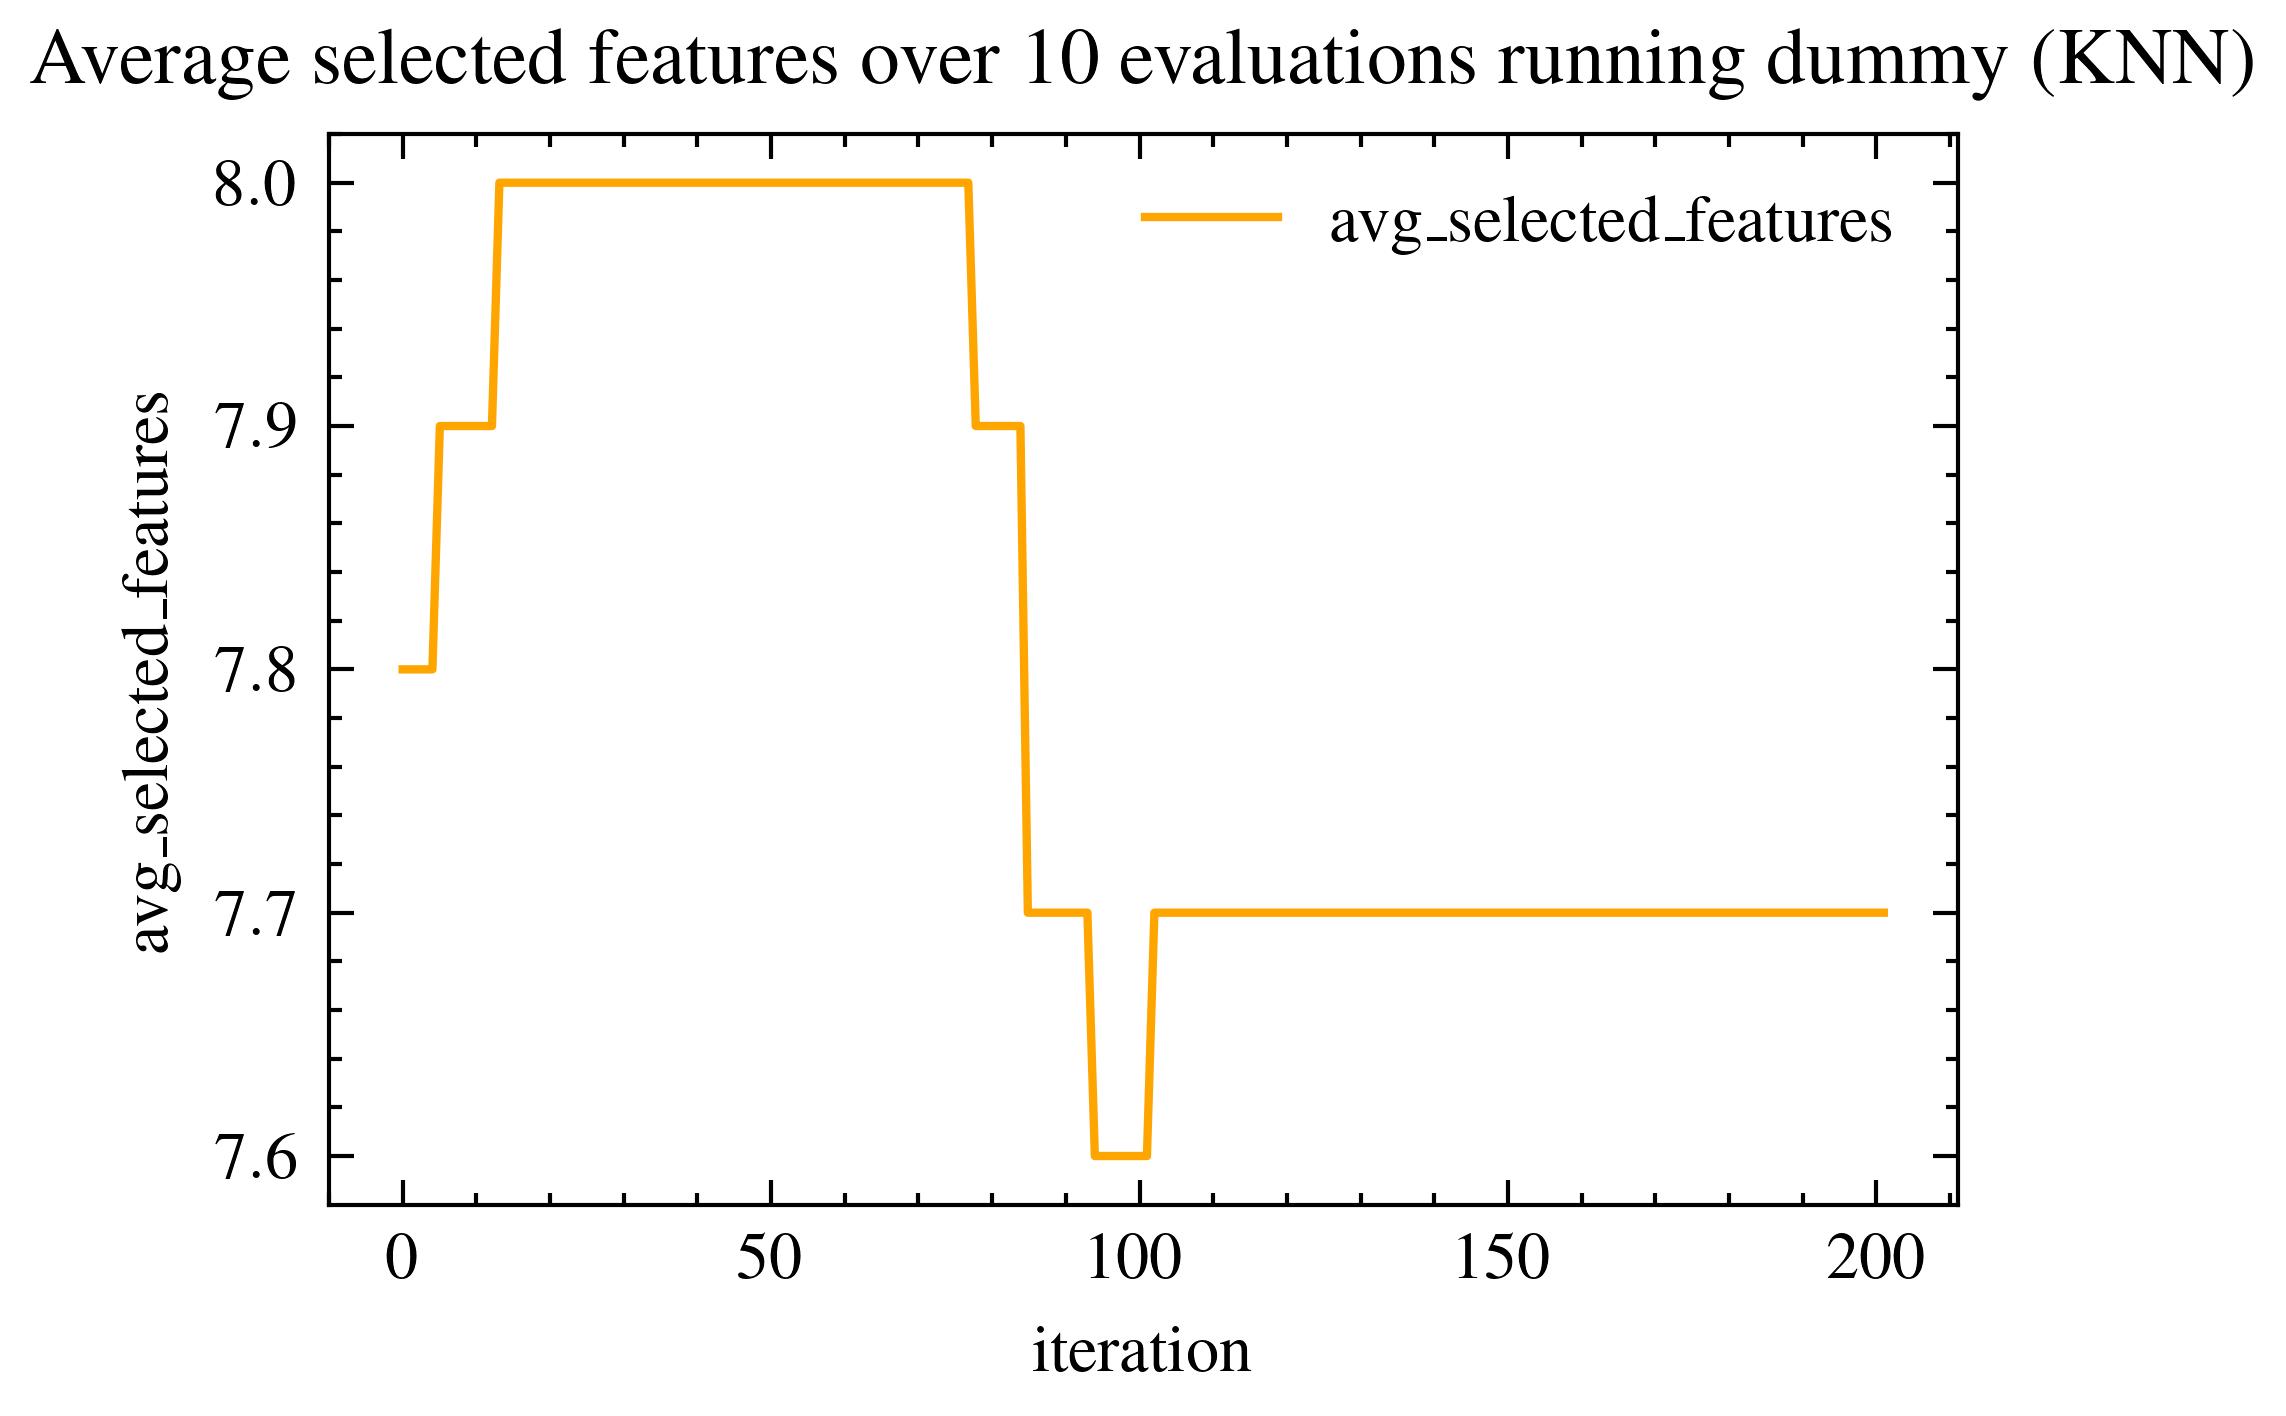 Average selected features over 10 evaluations running dummy (KNN)
8.0
7.9
7.8
7.7
7.6
avg_selected_features
avg_selected_features
0 50 100 150 200
iteration